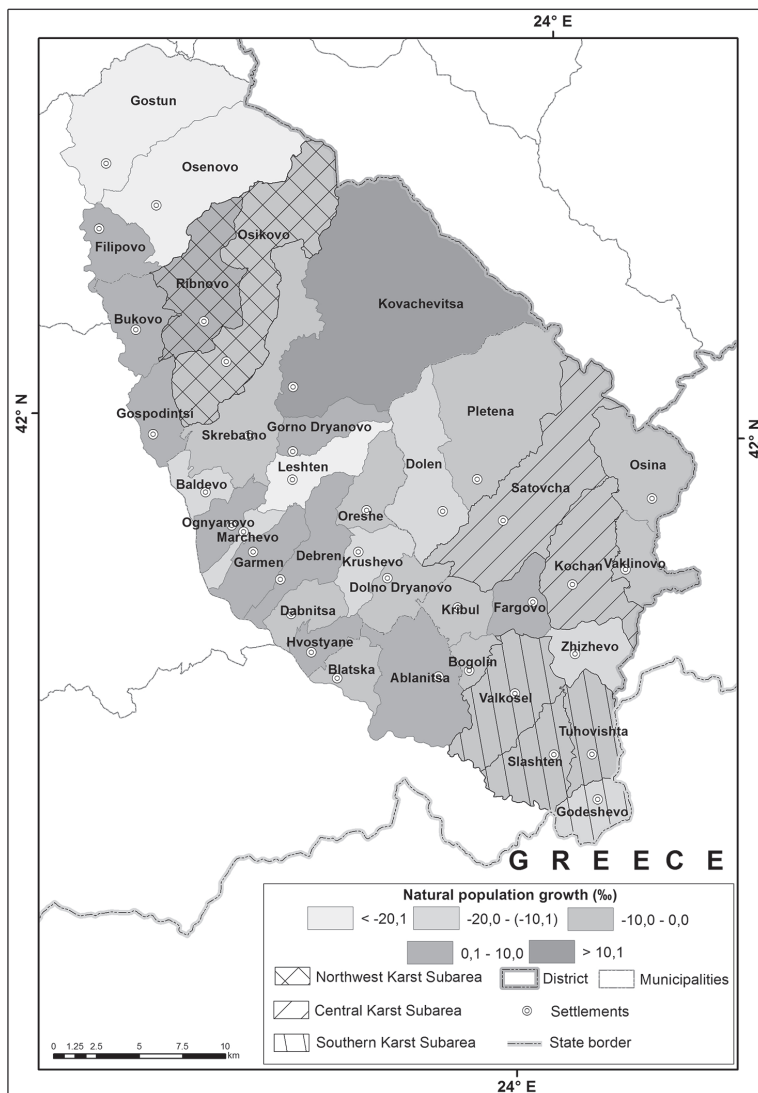 24° E
Gostun
Osenovo
Osikovo
Filipovo
Ribnovo
Kovachevitsa
Bukovo
42° N
Gospodintsi
Gorno Dryanovo
Pletena
42° N
Skrebatno
Leshten
Dolen
Osina
Baldevo
Satovcha
Oreshe
Ognyanovo
Marchevo
Debren
Garmen
Krushevo
Kochan
Vaklinovo
Dolno Dryanovo
Dabnitsa
Kribul
Fargovo
Hvostyane
Zhizhevo
Blatska
Ablanitsa
Bogolin
Valkosel
Tuhovishta
Slashten
Godeshevo
G R E E C E
Natural population growth (‰)
< -20,1
-20,0 - (-10,1)
-10,0 - 0,0
0,1 - 10,0
> 10,1
Northwest Karst Subarea
District
Municipalities
Central Karst Subarea
Settlements
Southern Karst Subarea
State border
0 1.25 2.5 5 7.5 10
km
24° E